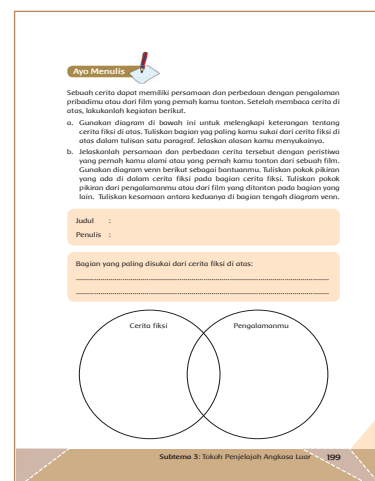 Ayo Menulis
Sebuah cerita dapat memiliki persamaan dan perbedaan dengan pengalaman
pribadimu atau dari film yang pernah kamu tonton. Setelah membaca cerita di
atas, lakukanlah kegiatan berikut.
a. Gunakan diagram di bawah ini untuk melengkapi keterangan tentang
cerita fiksi di atas. Tuliskan bagian yag paling kamu sukai dari cerita fiksi di
atas dalam tulisan satu paragraf. Jelaskan alasan kamu menyukainya.
b. Jelaskanlah persamaan dan perbedaan cerita tersebut dengan peristiwa
yang pernah kamu alami atau yang pernah kamu tonton dari sebuah film.
Gunakan diagram venn berikut sebagai bantuanmu. Tuliskan pokok pikiran
yang ada di dalam cerita fiksi pada bagian cerita fiksi. Tuliskan pokok
pikiran dari pengalamanmu atau dari film yang ditonton pada bagian yang
lain. Tuliskan kesamaan antara keduanya di bagian tengah diagram venn.
Judul :
Penulis :
Bagian yang paling disukai dari cerita fiksi di atas:
Cerita fiksi Pengalamanmu
Subtema 3: Tokoh Penjelajah Angkasa Luar 199